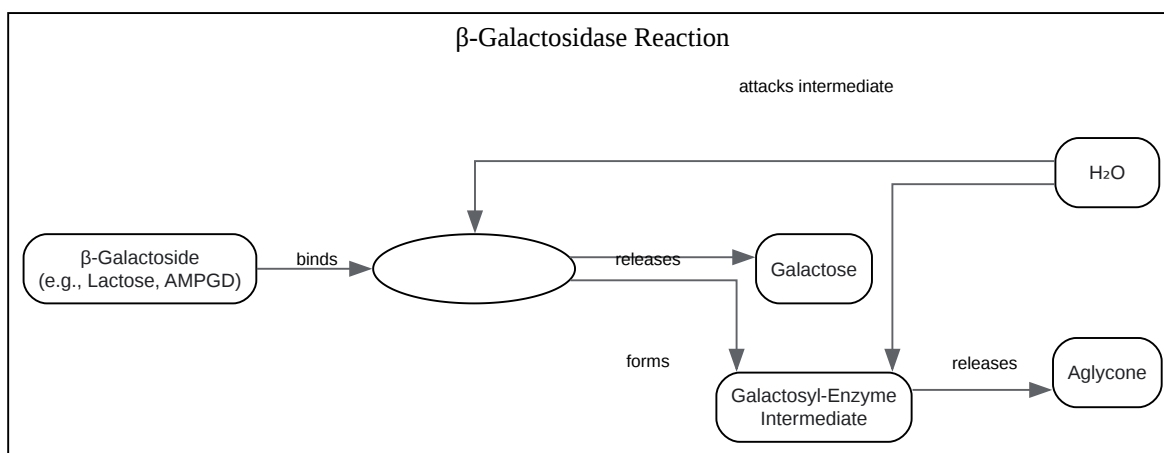 β-Galactosidase Reaction
attacks intermediate
H₂O
β-Galactoside
(e.g., Lactose, AMPGD)
binds
releases
Galactose
forms
Galactosyl-Enzyme
Intermediate
releases
Aglycone